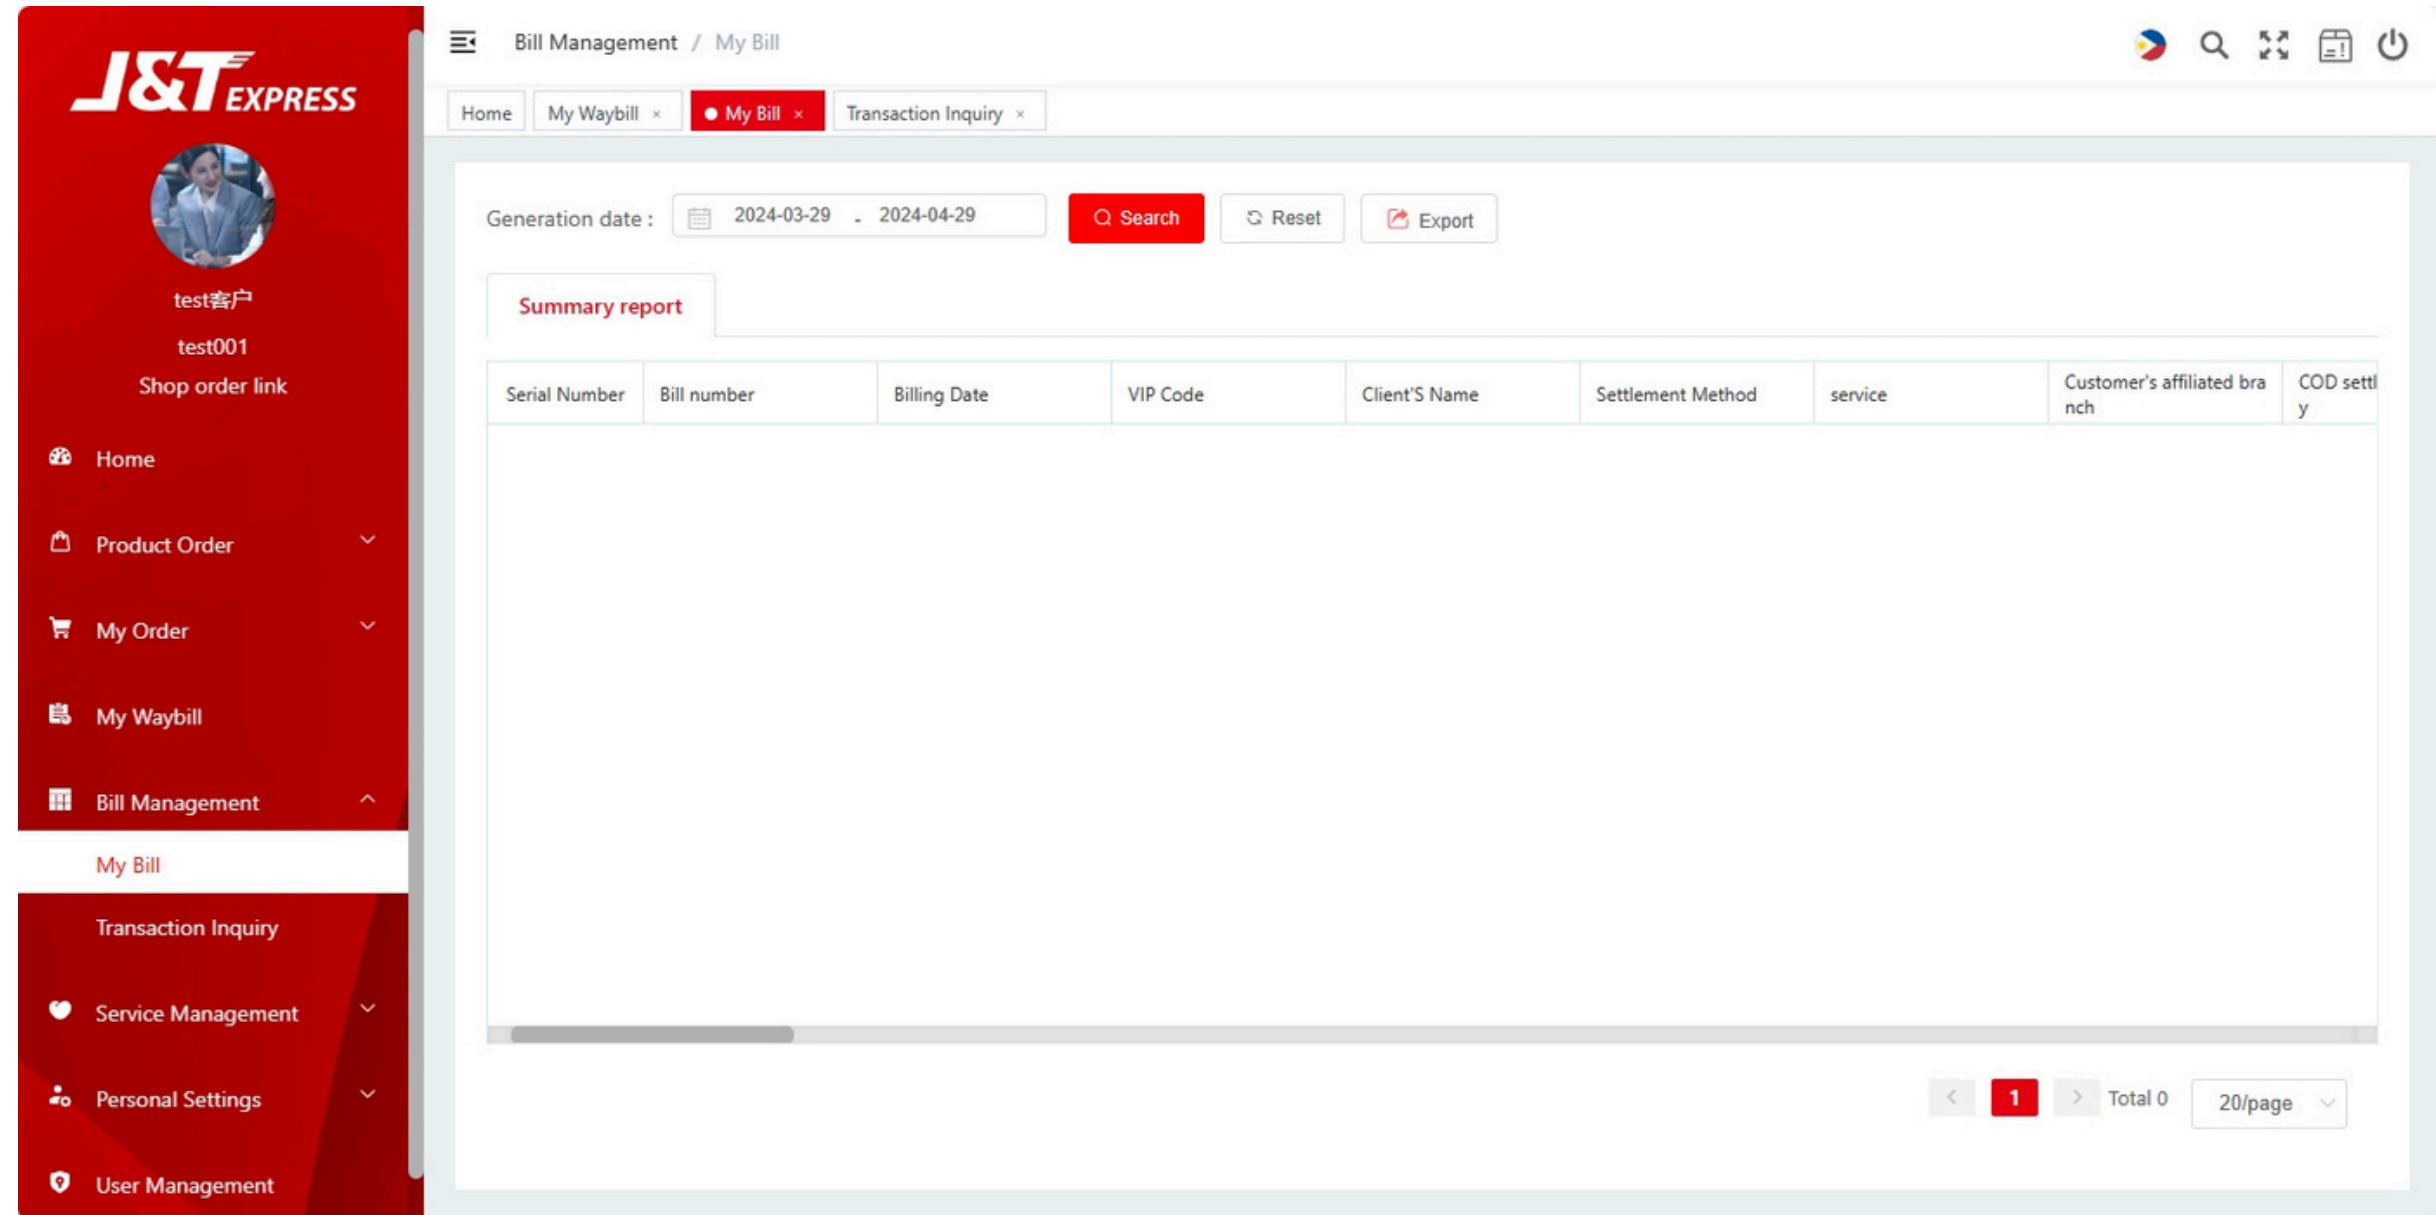 J&T EXPRESS
test客户
test001
Shop order link
Home
Product Order
My Order
My Waybill
Bill Management
My Bill
Transaction Inquiry
Service Management
Personal Settings
User Management
Bill Management / My Bill
Home
My Waybill ×
My Bill ×
Transaction Inquiry ×
Generation date :
2024-03-29 - 2024-04-29
Search
Reset
Export
Summary report
Serial Number
Bill number
Billing Date
VIP Code
Client'S Name
Settlement Method
service
Customer's affiliated bra
nch
COD settl
y
< 1 > Total 0
20/page